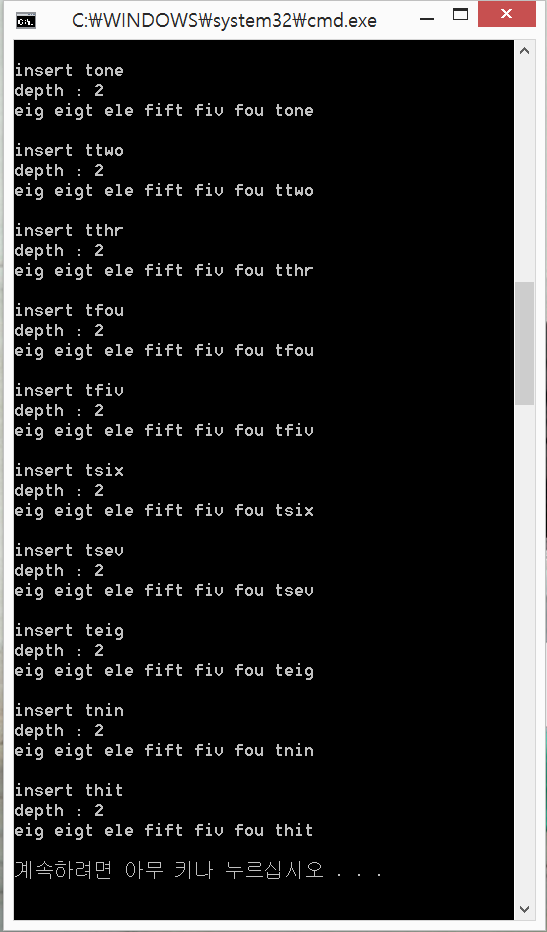 C:₩WINDOWS₩system32₩cmd.exe
insert tone
depth : 2
eig eigt ele fift fiv fou tone
insert ttwo
depth : 2
eig eigt ele fift fiv fou ttwo
insert tthr
depth : 2
eig eigt ele fift fiv fou tthr
insert tfou
depth : 2
eig eigt ele fift fiv fou tfou
insert tfiv
depth : 2
eig eigt ele fift fiv fou tfiv
insert tsix
depth : 2
eig eigt ele fift fiv fou tsix
insert tsev
depth : 2
eig eigt ele fift fiv fou tsev
insert teig
depth : 2
eig eigt ele fift fiv fou teig
insert tnin
depth : 2
eig eigt ele fift fiv fou tnin
insert thit
depth : 2
eig eigt ele fift fiv fou thit
계속하려면 아무 키나 누르십시오 . . .